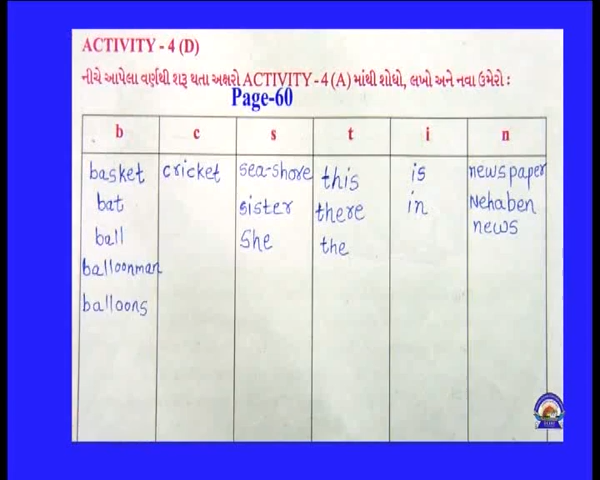 ACTIVITY - 4 (D)
નીચે આપેલા વર્ણથી શરૂ થતા અક્ષરો ACTIVITY - 4 (A) માંથી શોધો, લખો અને નવા ઉમેરો :
Page-60
b c s t i n
basket cricket sea-shore this is newspaper
bat sister there in Nehaben
ball She the news
balloonman
balloons